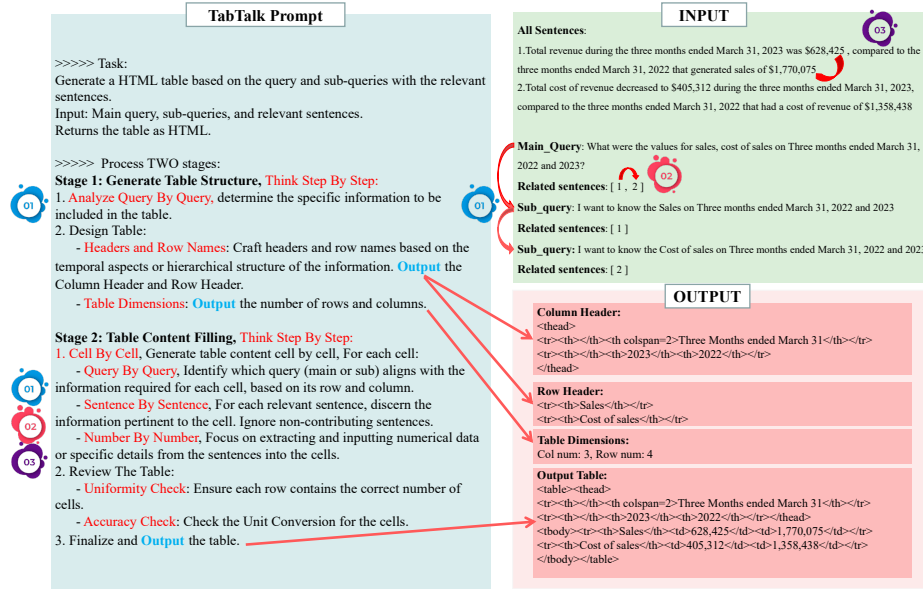 TabTalk Prompt
>>>>> Task:
Generate a HTML table based on the query and sub-queries with the relevant
sentences.
Input: Main query, sub-queries, and relevant sentences.
Returns the table as HTML.
>>>>> Process TWO stages:
Stage 1: Generate Table Structure, Think Step By Step:
01
1. Analyze Query By Query, determine the specific information to be
included in the table.
2. Design Table:
- Headers and Row Names: Craft headers and row names based on the
temporal aspects or hierarchical structure of the information. Output the
Column Header and Row Header.
- Table Dimensions: Output the number of rows and columns.
Stage 2: Table Content Filling, Think Step By Step:
1. Cell By Cell, Generate table content cell by cell, For each cell:
01
- Query By Query, Identify which query (main or sub) aligns with the
information required for each cell, based on its row and column.
02
- Sentence By Sentence, For each relevant sentence, discern the
information pertinent to the cell. Ignore non-contributing sentences.
03
- Number By Number, Focus on extracting and inputting numerical data
or specific details from the sentences into the cells.
2. Review The Table:
- Uniformity Check: Ensure each row contains the correct number of
cells.
- Accuracy Check: Check the Unit Conversion for the cells.
3. Finalize and Output the table.
INPUT
03
All Sentences:
1.Total revenue during the three months ended March 31, 2023 was $628,425 , compared to the
three months ended March 31, 2022 that generated sales of $1,770,075
2.Total cost of revenue decreased to $405,312 during the three months ended March 31, 2023,
compared to the three months ended March 31, 2022 that had a cost of revenue of $1,358,438
Main_Query: What were the values for sales, cost of sales on Three months ended March 31,
2022 and 2023?
Related sentences: [ 1 , 2 ]
02
01
Sub_query: I want to know the Sales on Three months ended March 31, 2022 and 2023
Related sentences: [ 1 ]
Sub_query: I want to know the Cost of sales on Three months ended March 31, 2022 and 2023
Related sentences: [ 2 ]
OUTPUT
Column Header:
<thead>
<tr><th></th><th colspan=2>Three Months ended March 31</th></tr>
<tr><th></th><th>2023</th><th>2022</th></tr>
</thead>
Row Header:
<tr><th>Sales</th></tr>
<tr><th>Cost of sales</th></tr>
Table Dimensions:
Col num: 3, Row num: 4
Output Table:
<table><thead>
<tr><th></th><th colspan=2>Three Months ended March 31</th></tr>
<tr><th></th><th>2023</th><th>2022</th></tr></thead>
<tbody><tr><th>Sales</th><td>628,425</td><td>1,770,075</td></tr>
<tr><th>Cost of sales</th><td>405,312</td><td>1,358,438</td></tr>
</tbody></table>